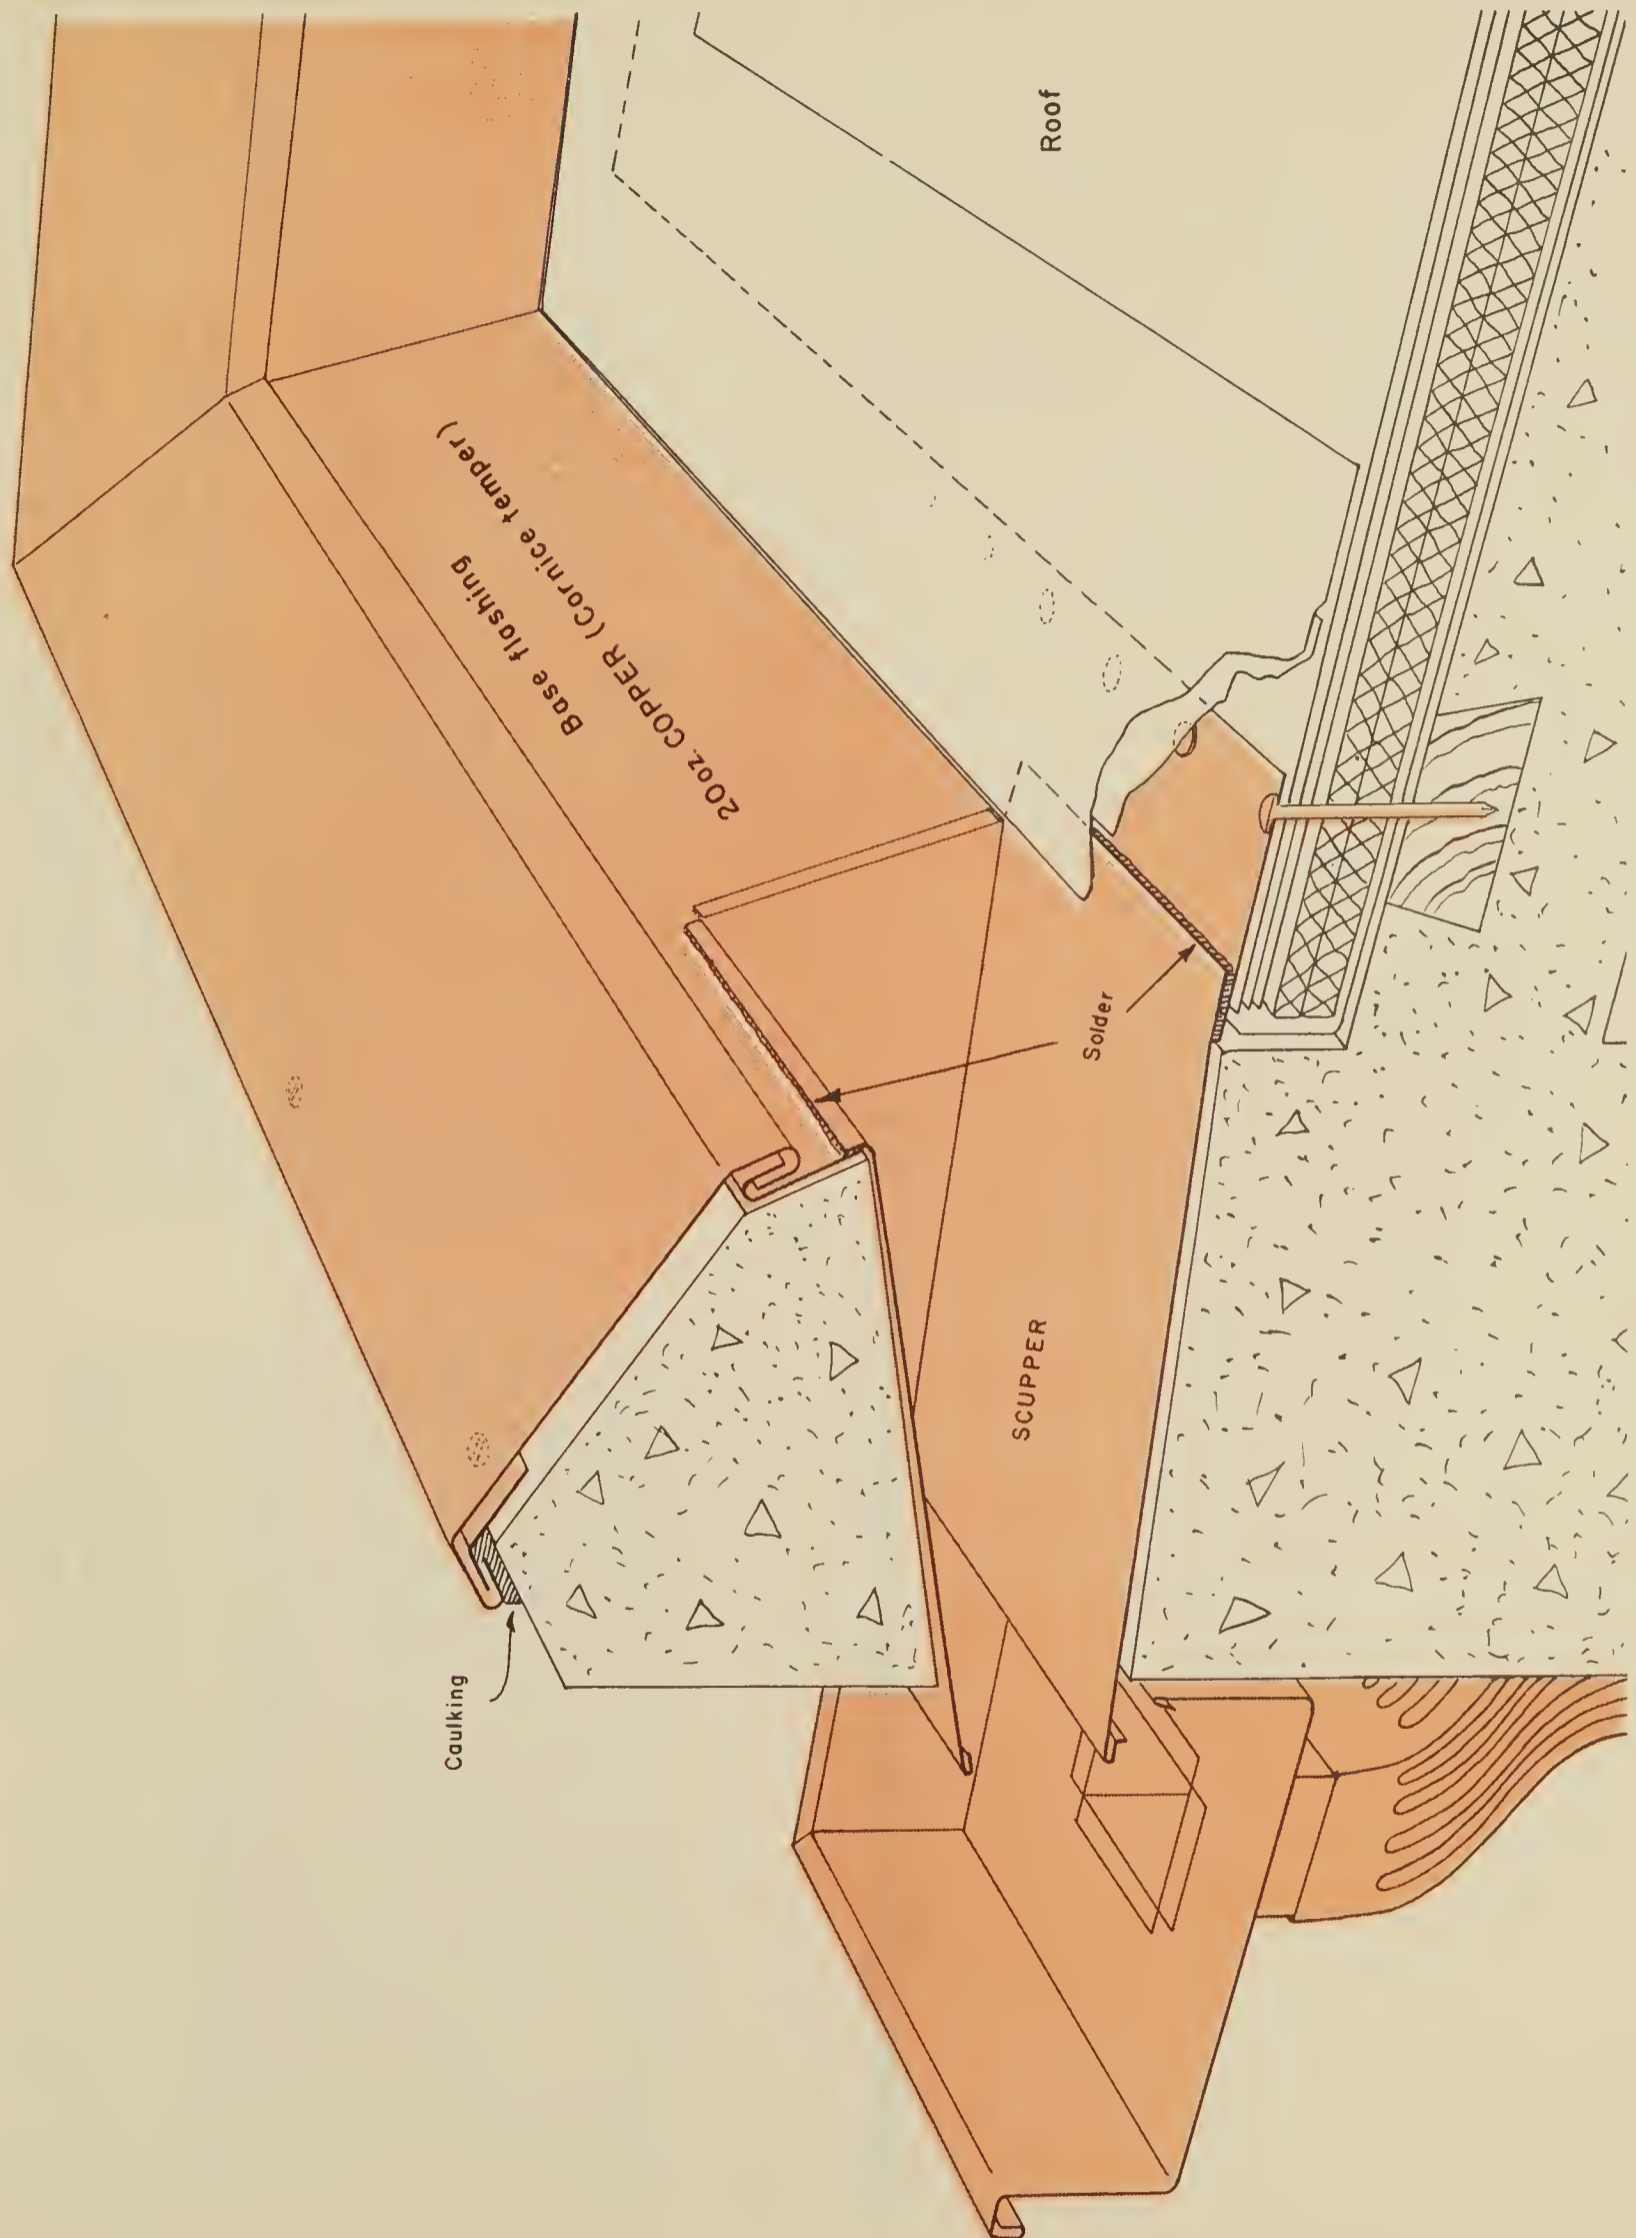 Roof
Base flashing
20oz. COPPER (Cornice temper)
Solder
SCUPPER
Caulking